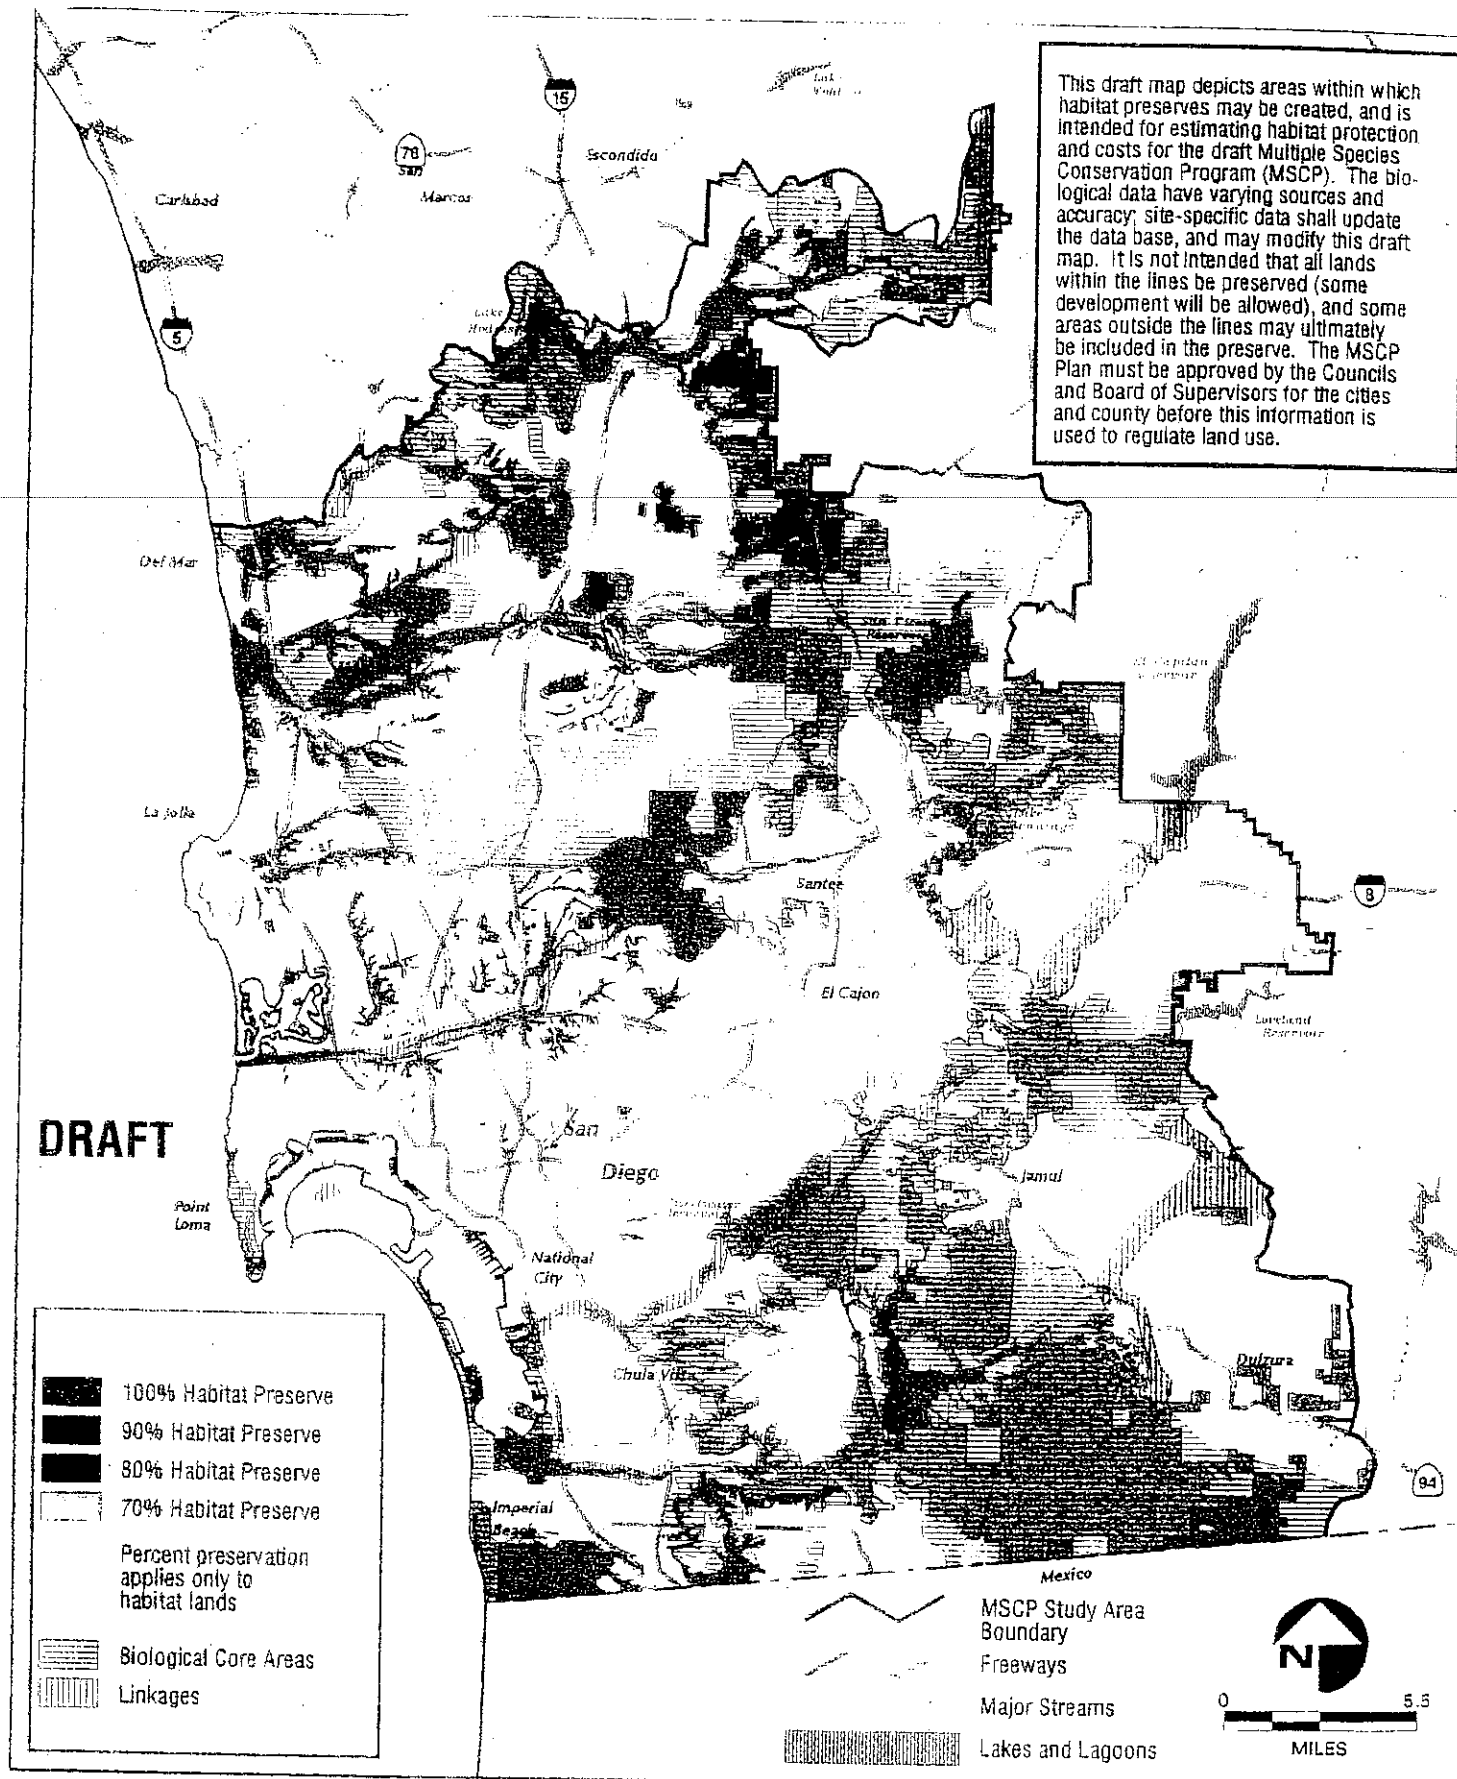 This draft map depicts areas within which
habitat preserves may be created, and is
intended for estimating habitat protection
and costs for the draft Multiple Species
Conservation Program (MSCP). The bio-
logical data have varying sources and
accuracy; site-specific data shall update
the data base, and may modify this draft
map. It is not intended that all lands
within the lines be preserved (some
development will be allowed), and some
areas outside the lines may ultimately
be included in the preserve. The MSCP
Plan must be approved by the Councils
and Board of Supervisors for the cities
and county before this information is
used to regulate land use.
15
78
Escondido
San
Marcos
Carlsbad
5
Lake
Del Mar
Reservoir
El Capitan
La Jolla
Santee
8
El Cajon
Loveland
Reservoir
DRAFT
San
Diego
Jamul
Point
Loma
National
City
Chula Vista
Dulzura
94
Imperial
Beach
Mexico
100% Habitat Preserve
90% Habitat Preserve
80% Habitat Preserve
70% Habitat Preserve
Percent preservation
applies only to
habitat lands
Biological Core Areas
Linkages
MSCP Study Area
Boundary
Freeways
Major Streams
Lakes and Lagoons
N
0 5.5
MILES